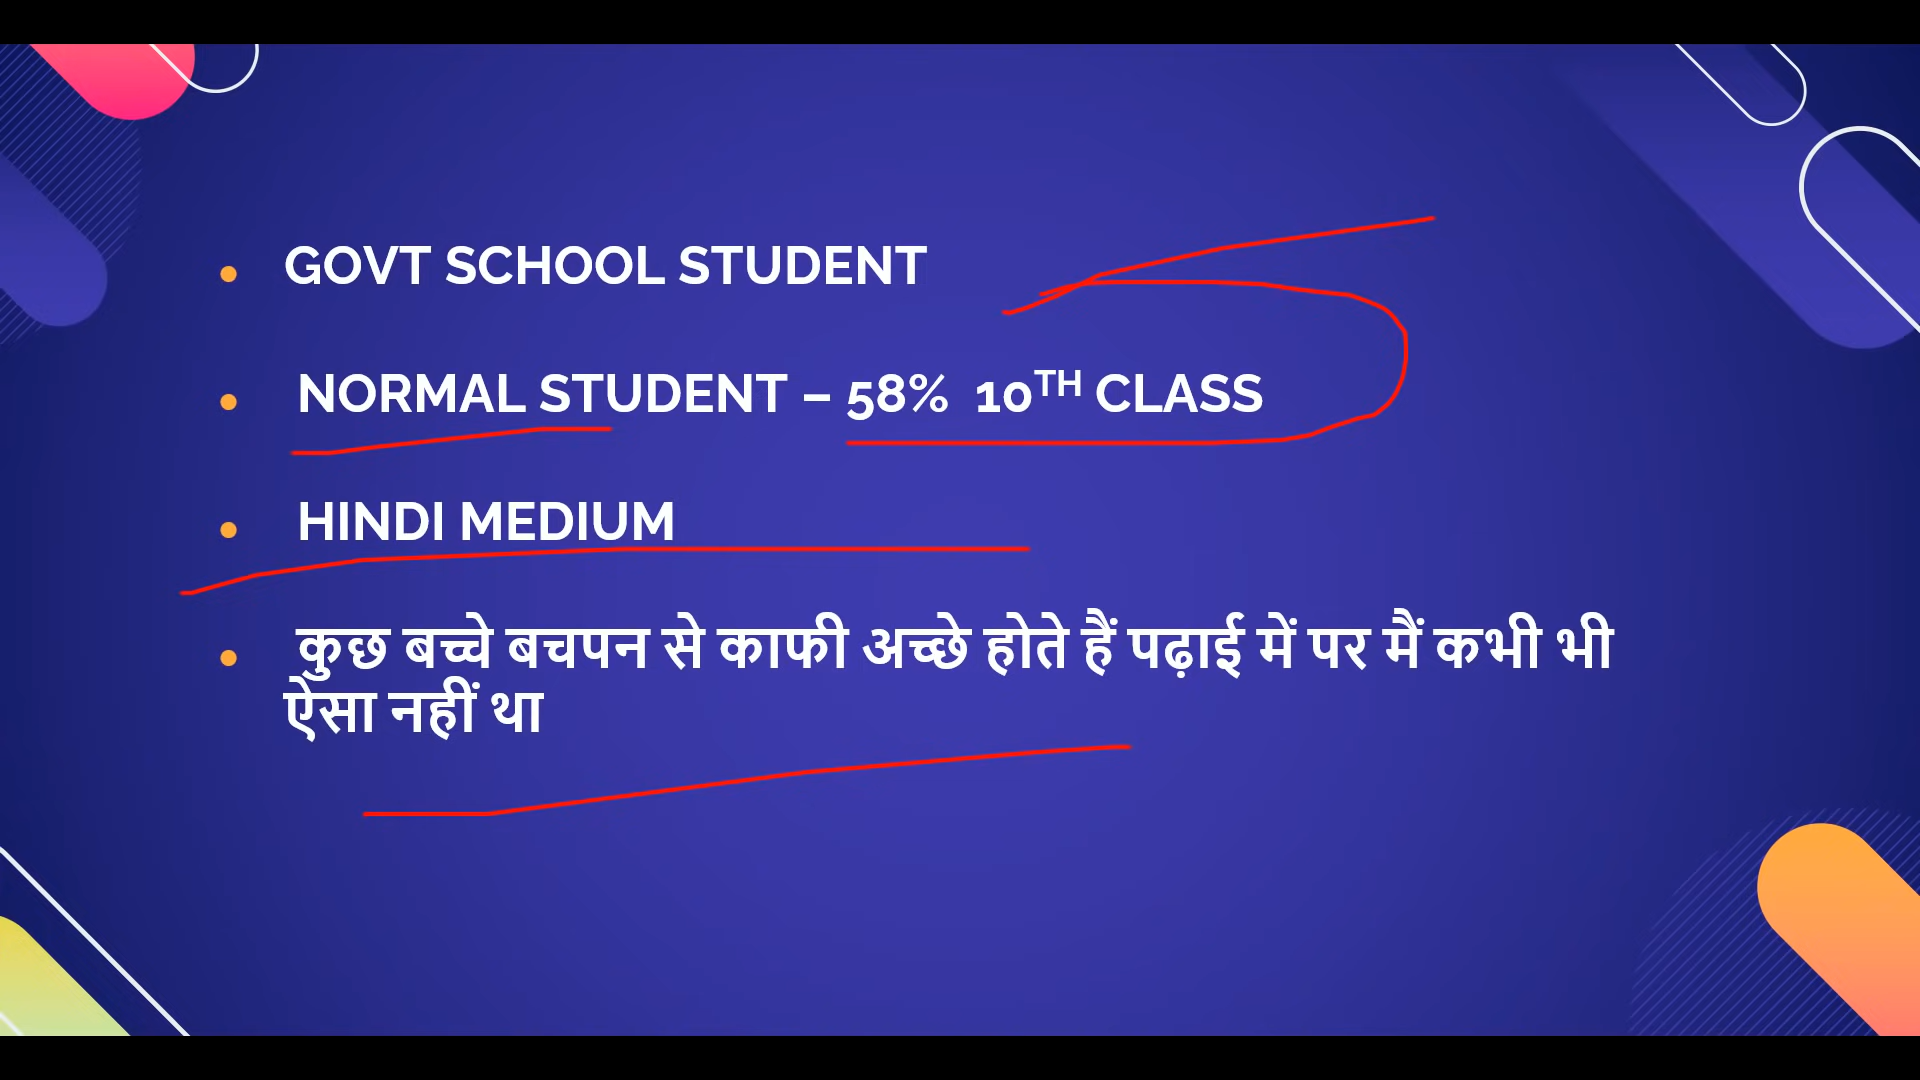 GOVT SCHOOL STUDENT
NORMAL STUDENT – 58% 10TH CLASS
HINDI MEDIUM
कुछ बच्चे बचपन से काफी अच्छे होते हैं पढ़ाई में पर मैं कभी भी
ऐसा नहीं था